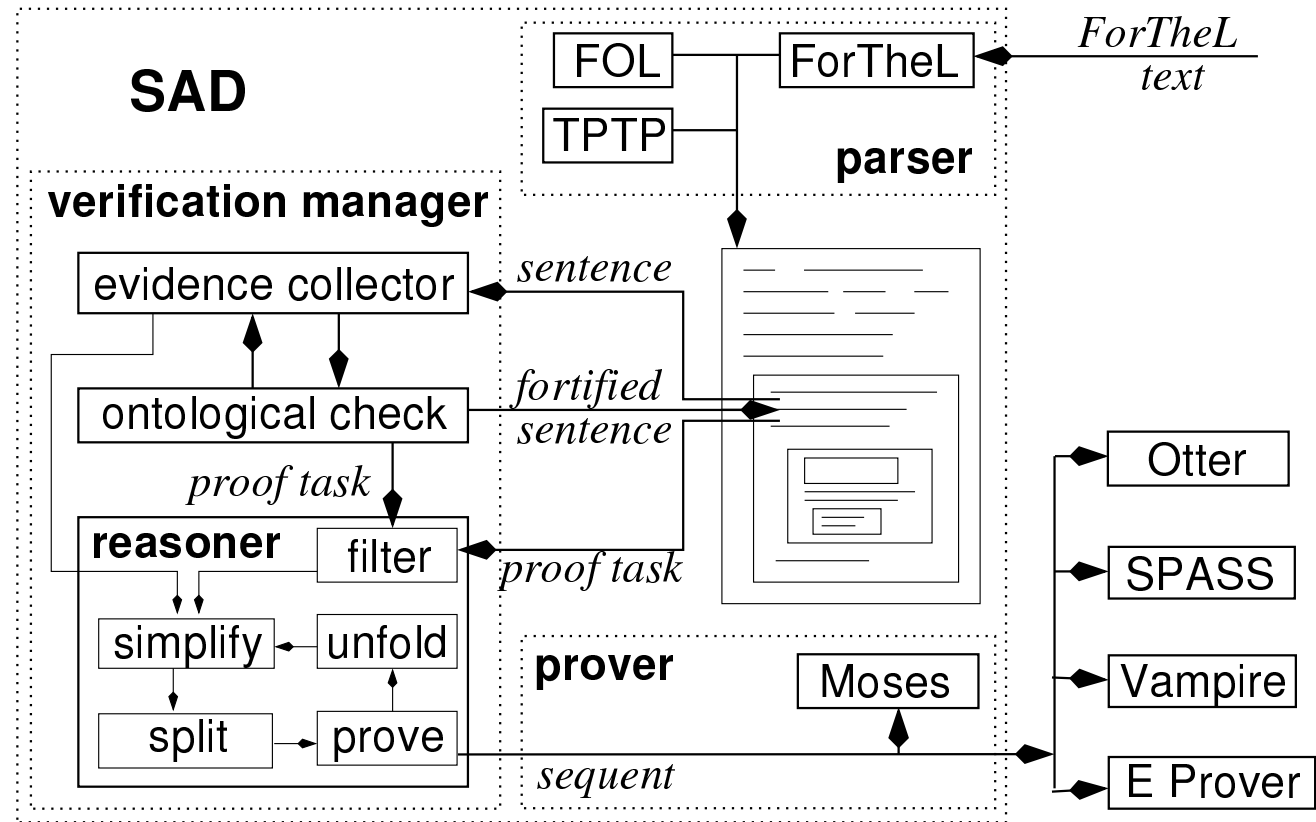 SAD
FOL
ForTheL
ForTheL
text
TPTP
parser
verification manager
evidence collector
sentence
ontological check
fortified
sentence
proof task
reasoner
filter
proof task
simplify
unfold
split
prove
prover
Moses
sequent
Otter
SPASS
Vampire
E Prover